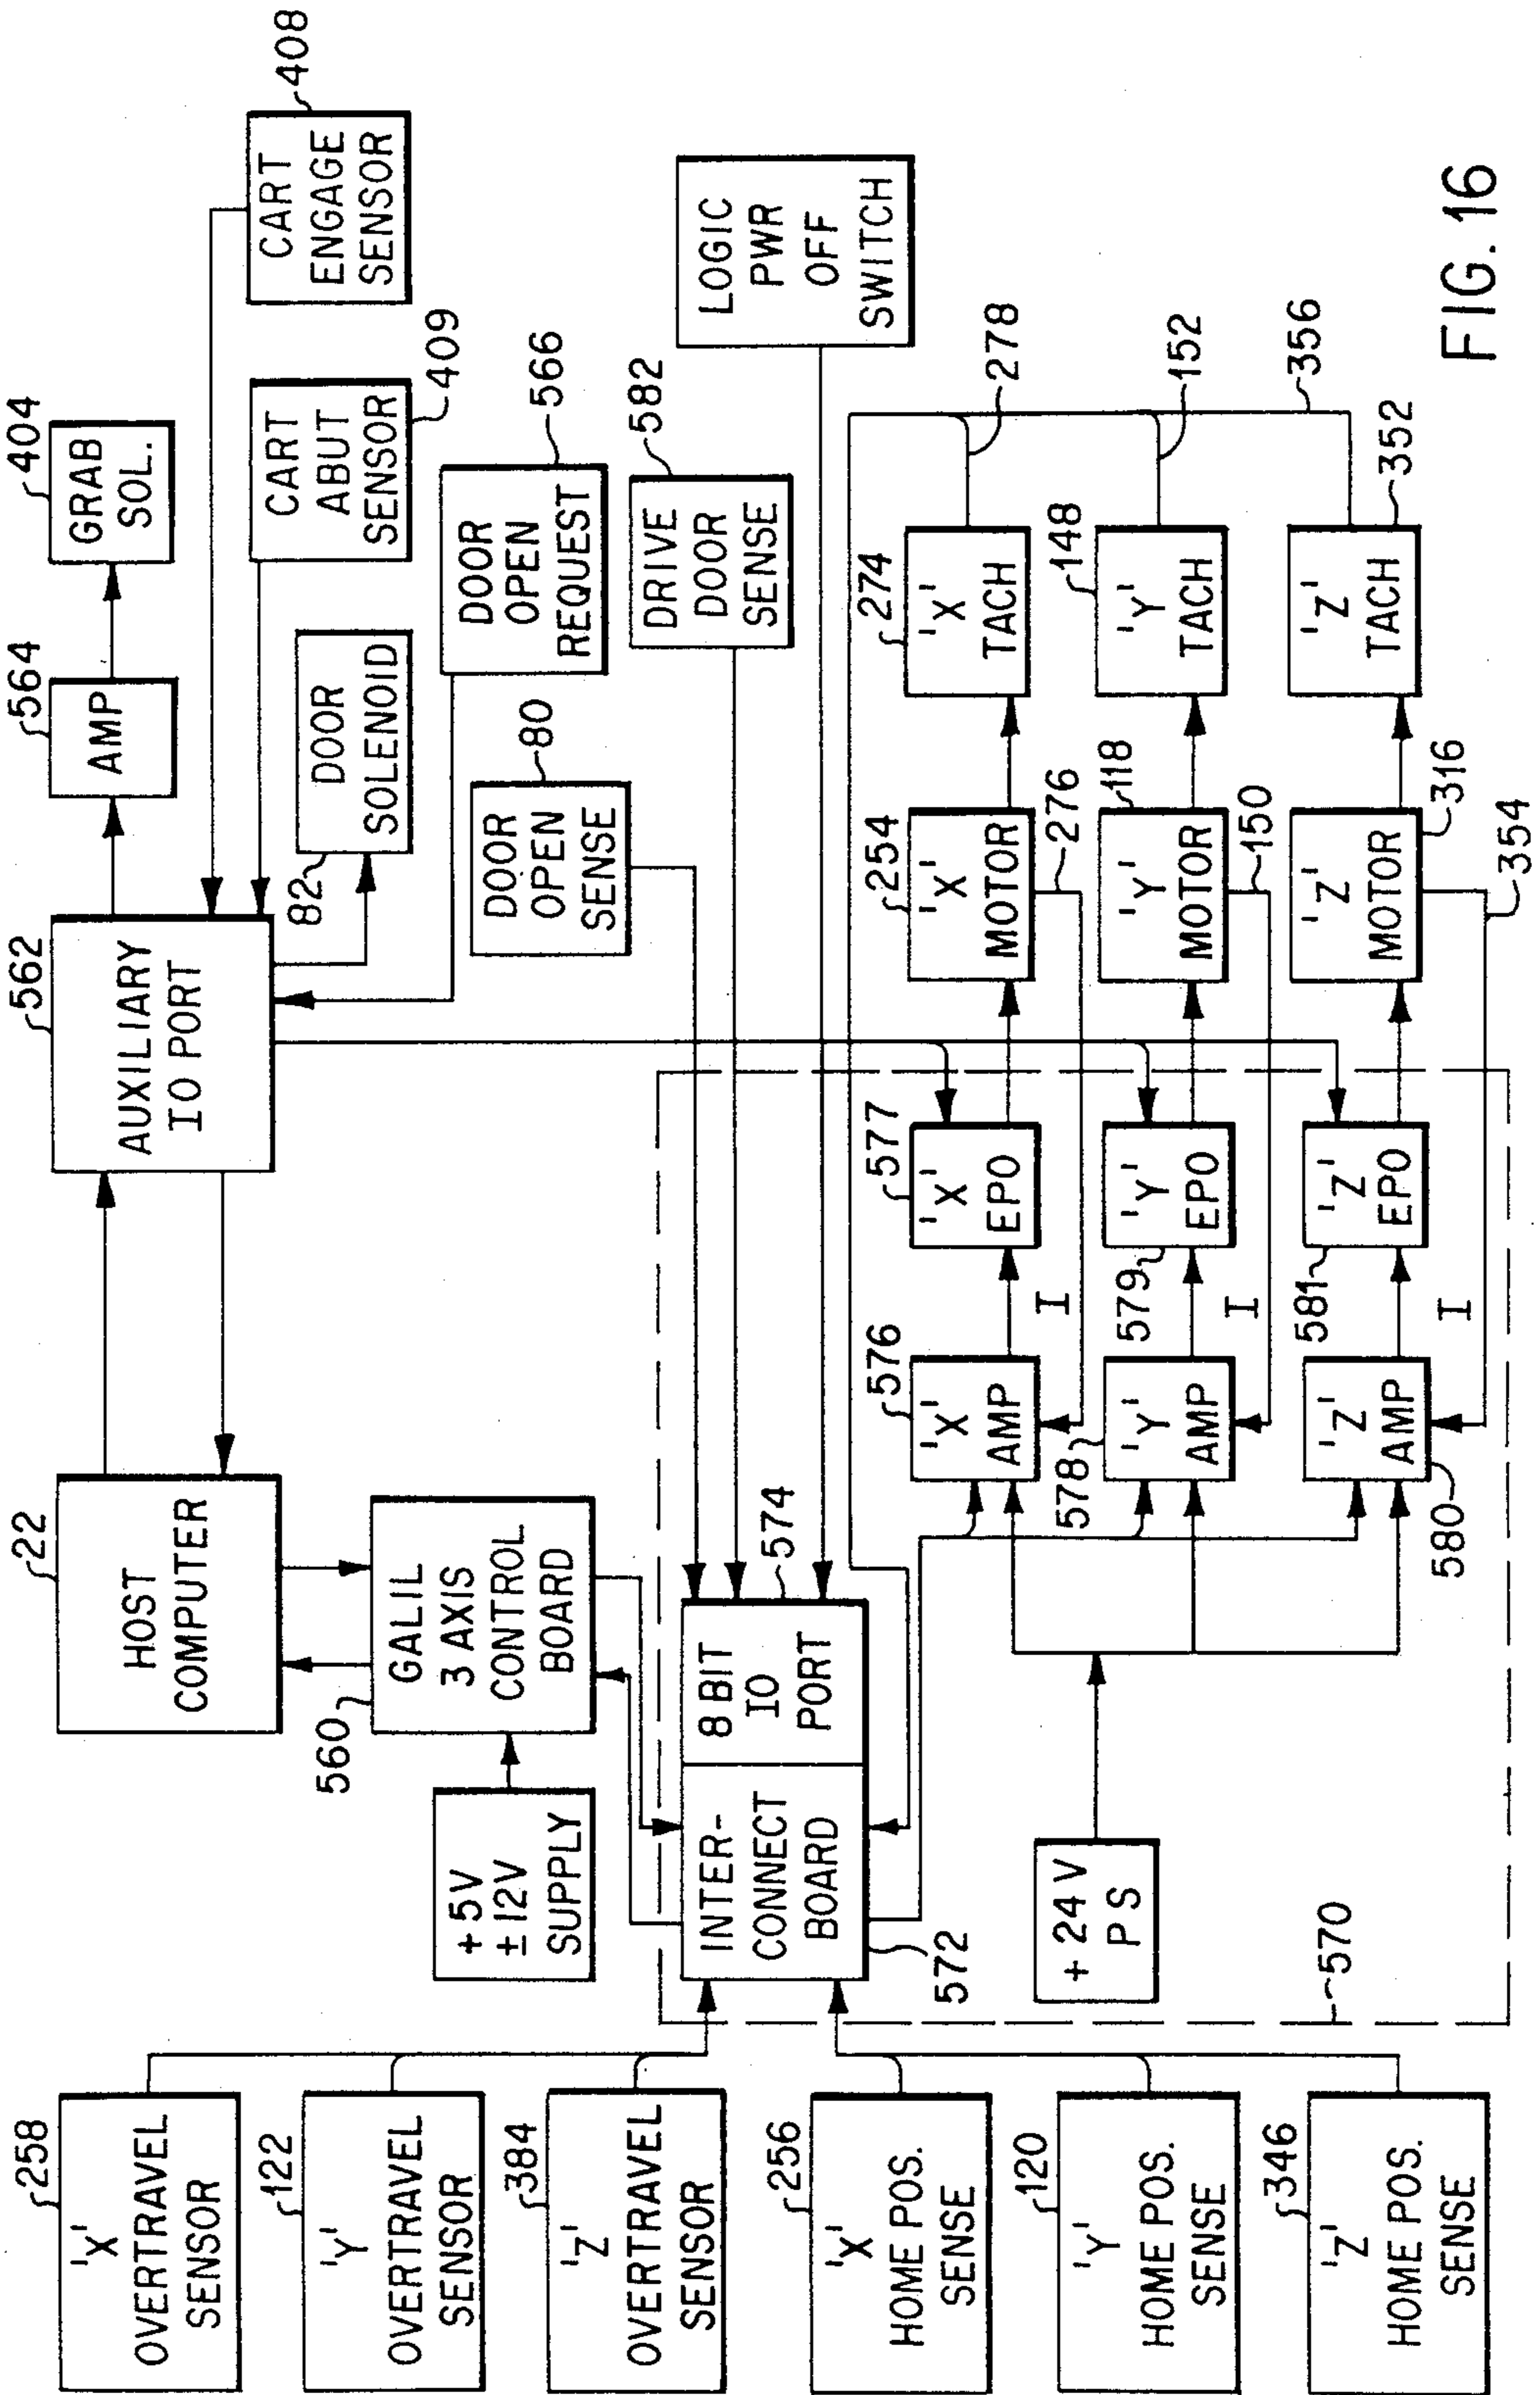 'X'
OVERTRAVEL
SENSOR
258
'Y'
OVERTRAVEL
SENSOR
122
'Z'
OVERTRAVEL
SENSOR
384
'X'
HOME POS.
SENSE
256
'Y'
HOME POS.
SENSE
120
'Z'
HOME POS.
SENSE
346
HOST
COMPUTER
22
GALIL
3 AXIS
CONTROL
BOARD
560
+5V
±12V
SUPPLY
INTER-
CONNECT
BOARD
572
8 BIT
IO
PORT
574
+24V
PS
570
AUXILIARY
IO PORT
562
AMP
564
GRAB
SOL.
404
CART
ENGAGE
SENSOR
408
CART
ABUT
SENSOR
409
DOOR
SOLENOID
82
DOOR
OPEN
REQUEST
566
DOOR
OPEN
SENSE
80
DRIVE
DOOR
SENSE
582
LOGIC
PWR
OFF
SWITCH
'X'
AMP
576
'X'
EPO
577
I
'X'
MOTOR
254
276
'X'
TACH
274
278
'Y'
AMP
578
'Y'
EPO
579
I
'Y'
MOTOR
118
150
'Y'
TACH
148
152
'Z'
AMP
580
'Z'
EPO
581
I
'Z'
MOTOR
316
354
'Z'
TACH
352
356
FIG. 16